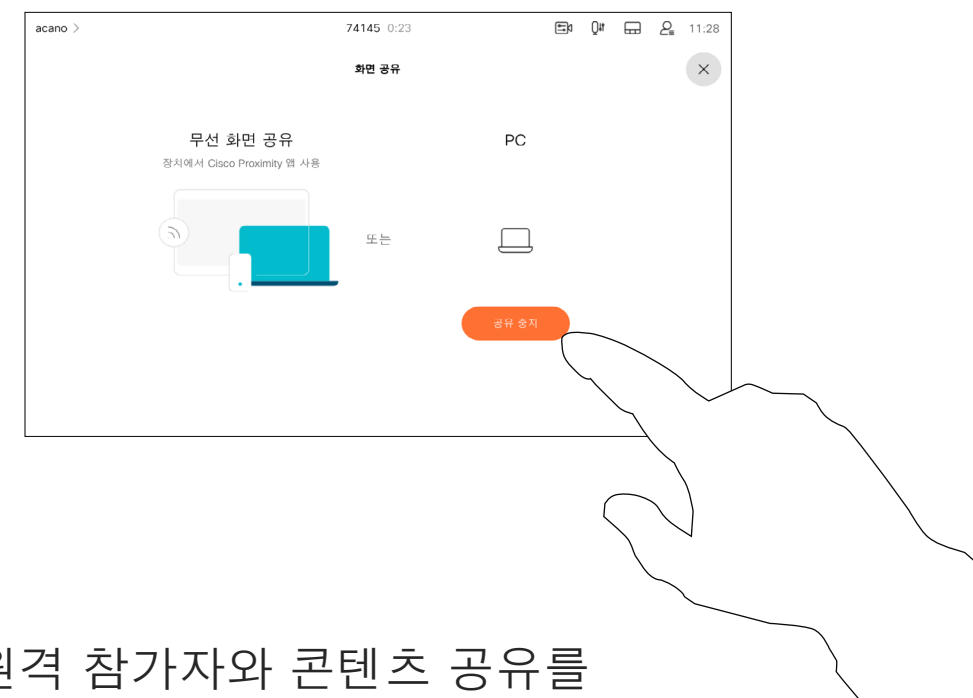 acano >
74145 0:23
11:28
화면 공유
무선 화면 공유
장치에서 Cisco Proximity 앱 사용
PC
또는
공유 중지
참가자와 콘텐츠 공유를